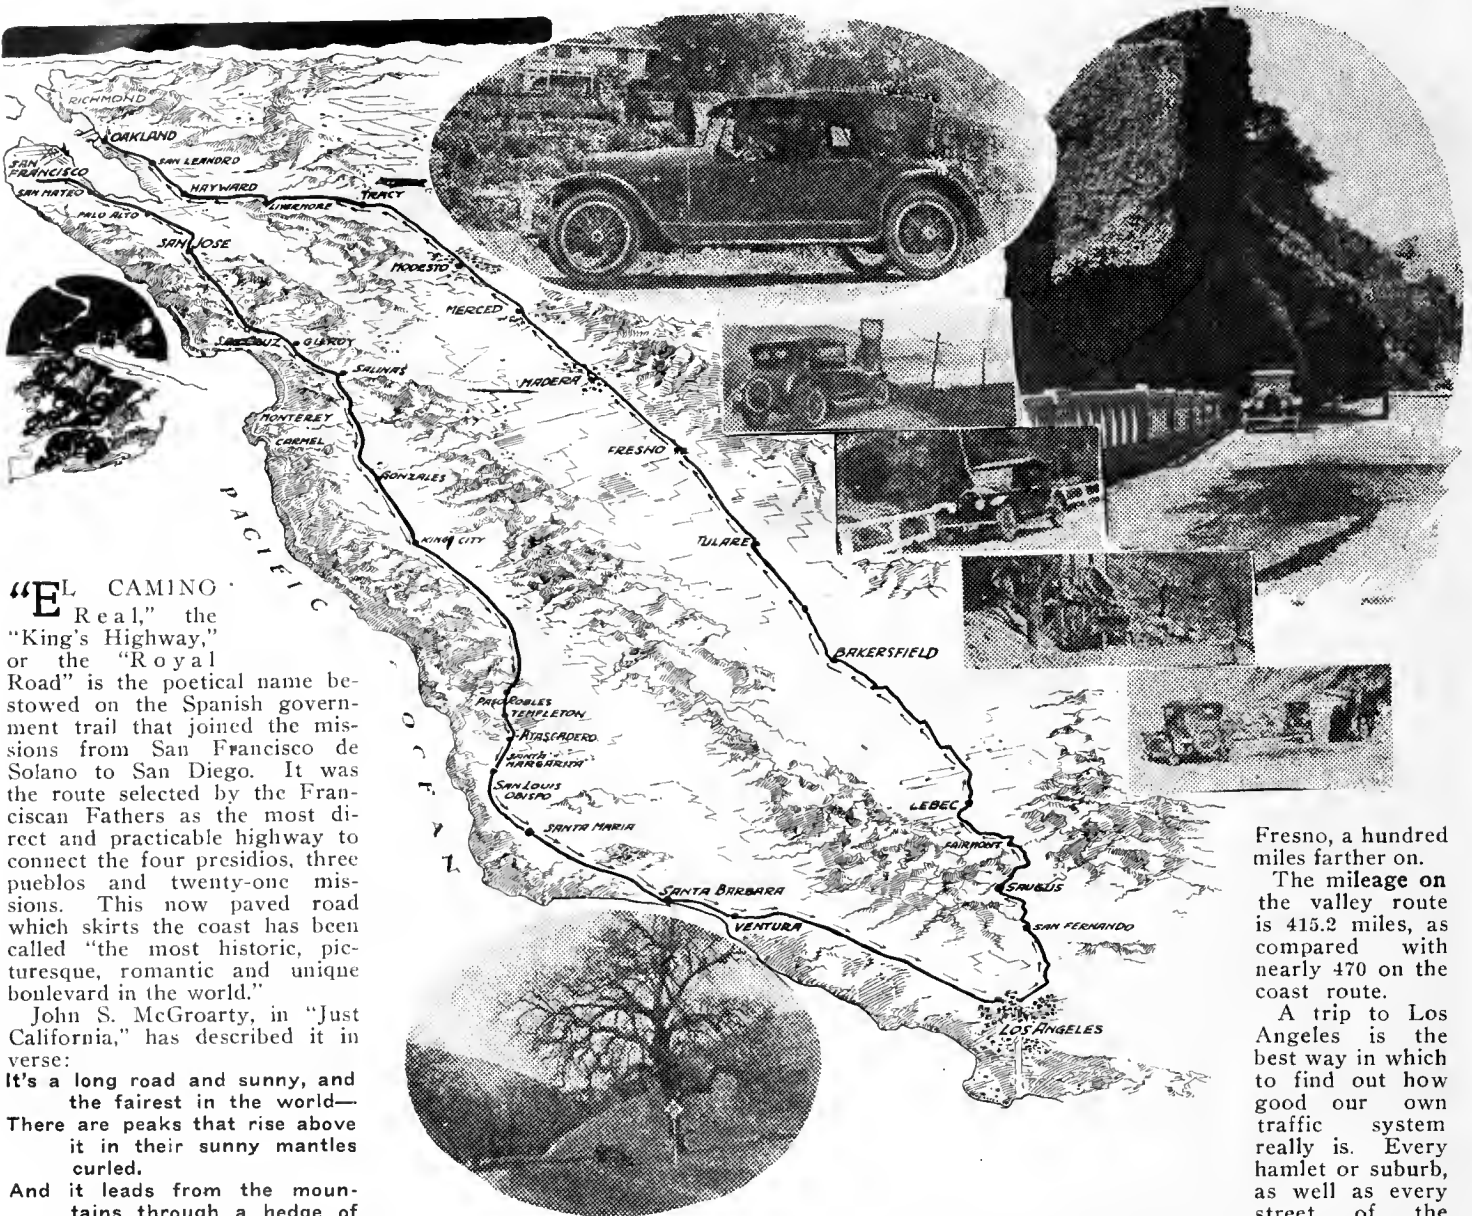 RICHMOND
OAKLAND
SAN LEANDRO
SAN
FRANCISCO
SAN MATEO
HAYWARD
LIVERMORE
TRACY
PALO ALTO
SAN JOSE
MODESTO
MERCED
GILROY
SALINAS
MADERA
MONTEREY
CARMEL
FRESNO
GONZALES
KING CITY
TULARE
PACIFIC
OCEAN
BAKERSFIELD
PASO ROBLES
TEMPLETON
ATASCADERO
SANTA
MARGARITA
SAN LOUIS
OBISPO
LEBEC
SANTA MARIA
FAIRMONT
SAUGUS
SANTA BARBARA
VENTURA
SAN FERNANDO
LOS ANGELES
“EL CAMINO
Real,” the
“King's Highway,”
or the “Royal
Road” is the poetical name be-
stowed on the Spanish govern-
ment trail that joined the mis-
sions from San Francisco de
Solano to San Diego. It was
the route selected by the Fran-
ciscan Fathers as the most di-
rect and practicable highway to
connect the four presidios, three
pueblos and twenty-one mis-
sions. This now paved road
which skirts the coast has been
called “the most historic, pic-
turesque, romantic and unique
boulevard in the world.”
John S. McGroarty, in “Just
California,” has described it in
verse:
It's a long road and sunny, and
the fairest in the world—
There are peaks that rise above
it in their sunny mantles
curled.
And it leads from the moun-
tains through a hedge of
Fresno, a hundred
miles farther on.
The mileage on
the valley route
is 415.2 miles, as
compared with
nearly 470 on the
coast route.
A trip to Los
Angeles is the
best way in which
to find out how
good our own
traffic system
really is. Every
hamlet or suburb,
as well as every
street of the